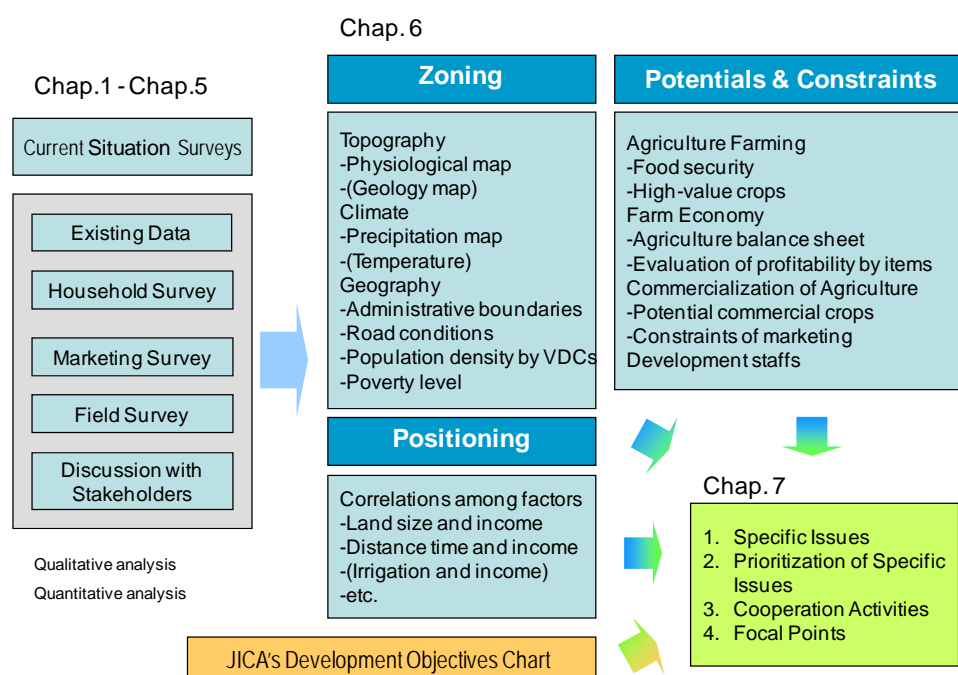 Chap.1 - Chap.5
Current Situation Surveys
Existing Data
Household Survey
Marketing Survey
Field Survey
Discussion with
Stakeholders
Qualitative analysis
Quantitative analysis
Chap. 6
Zoning
Topography
-Physiological map
-(Geology map)
Climate
-Precipitation map
-(Temperature)
Geography
-Administrative boundaries
-Road conditions
-Population density by VDCs
-Poverty level
Positioning
Correlations among factors
-Land size and income
-Distance time and income
-(Irrigation and income)
-etc.
Potentials & Constraints
Agriculture Farming
-Food security
-High-value crops
Farm Economy
-Agriculture balance sheet
-Evaluation of profitability by items
Commercialization of Agriculture
-Potential commercial crops
-Constraints of marketing
Development staffs
JICA's Development Objectives Chart
Chap. 7
1. Specific Issues
2. Prioritization of Specific
Issues
3. Cooperation Activities
4. Focal Points